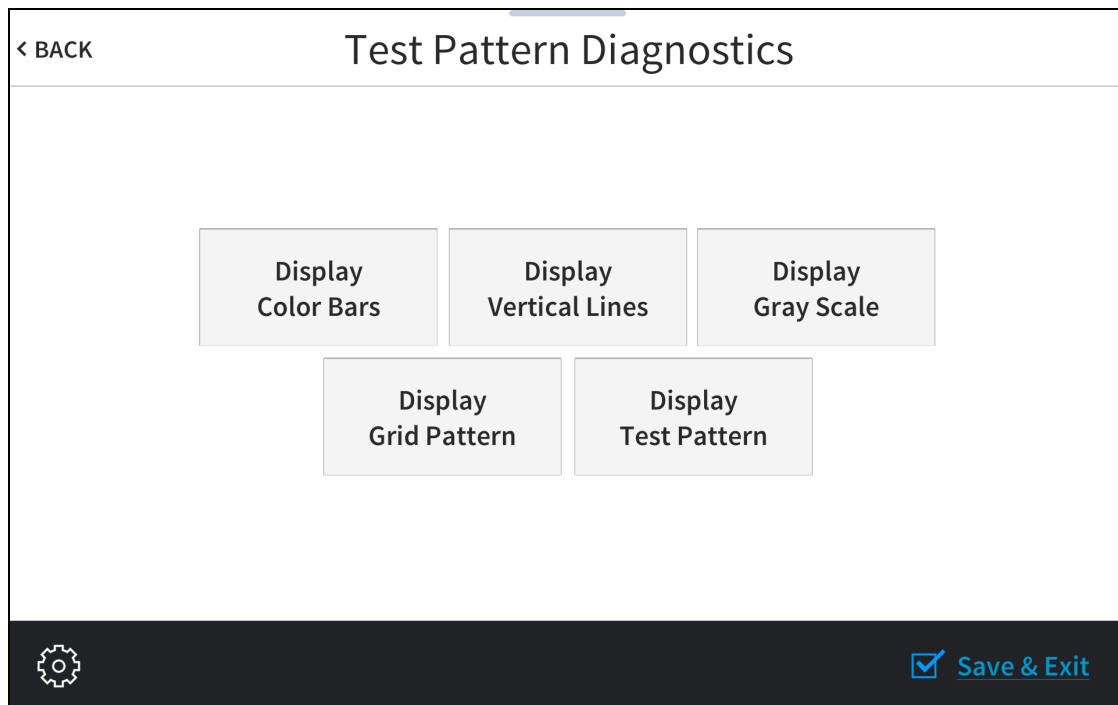 < BACK
Test Pattern Diagnostics
Display
Color Bars
Display
Vertical Lines
Display
Gray Scale
Display
Grid Pattern
Display
Test Pattern
Save & Exit